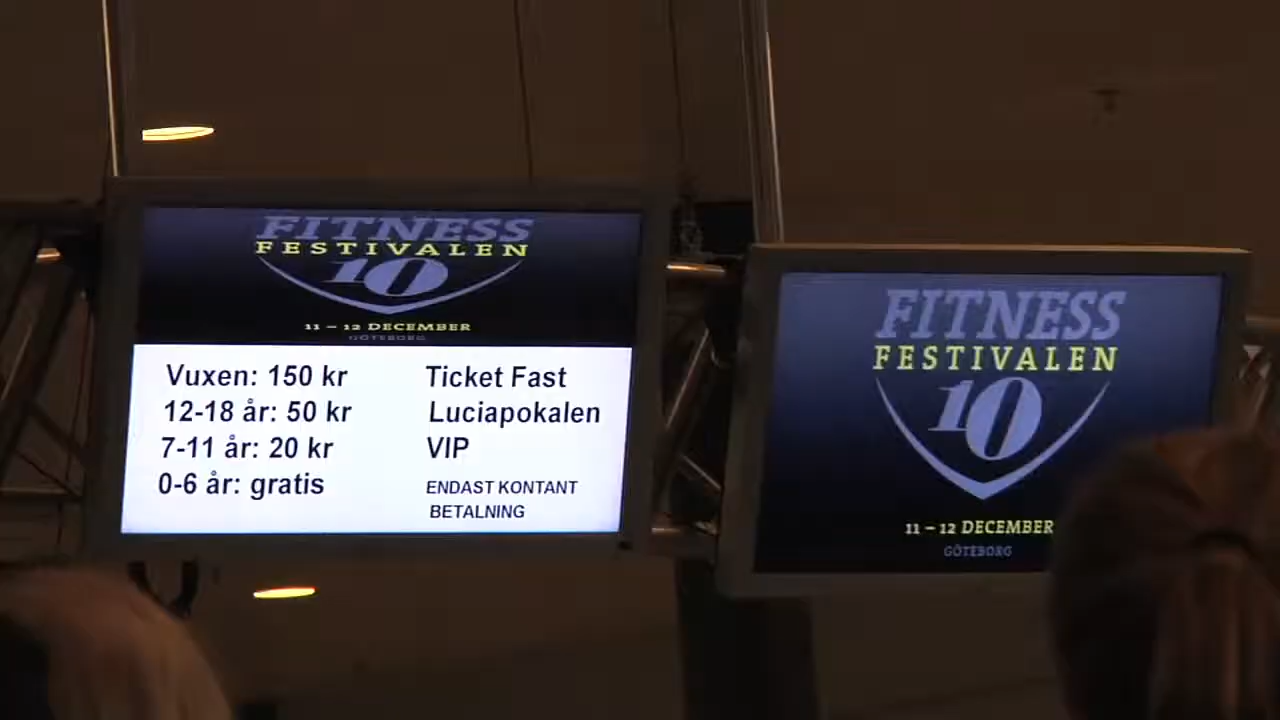 FITNESS
FESTIVALEN
10
11 – 12 DECEMBER
GÖTEBORG
Vuxen: 150 kr
12-18 år: 50 kr
7-11 år: 20 kr
0-6 år: gratis
Ticket Fast
Luciapokalen
VIP
ENDAST KONTANT
BETALNING
FITNESS
FESTIVALEN
10
11 – 12 DECEMBER
GÖTEBORG